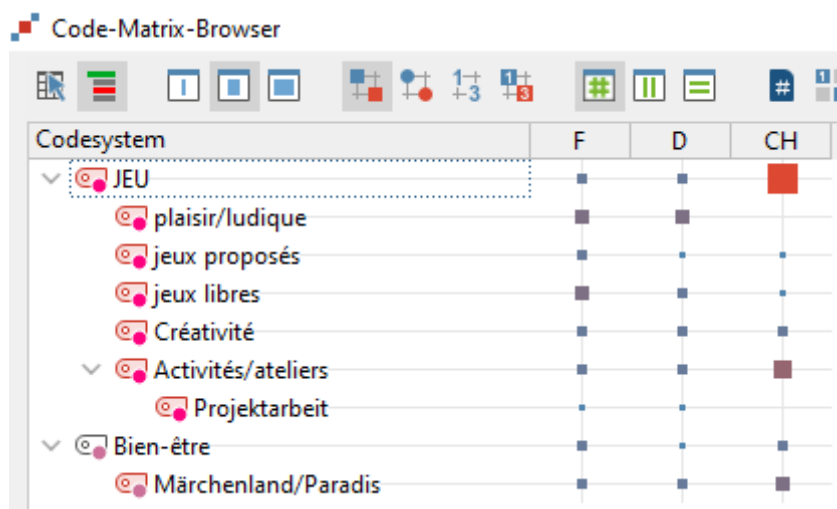 Code-Matrix-Browser
Codesystem F D CH
JEU
plaisir/ludique
jeux proposés
jeux libres
Créativité
Activités/ateliers
Projektarbeit
Bien-être
Märchenland/Paradis